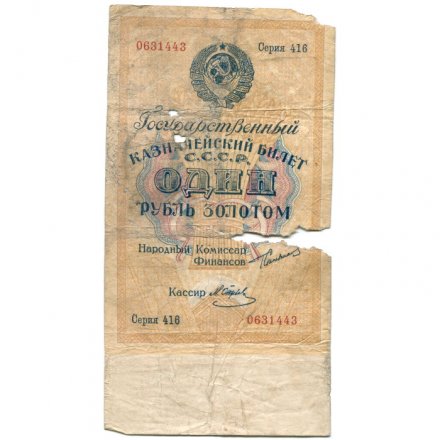 0631443 Серия 416
Государственный
КАЗНАЧЕЙСКИЙ БИЛЕТ
С.С.С.Р.
ОДИН
РУБЛЬ ЗОЛОТОМ
Народный Комиссар
Финансов
Кассир
Серия 416 0631443